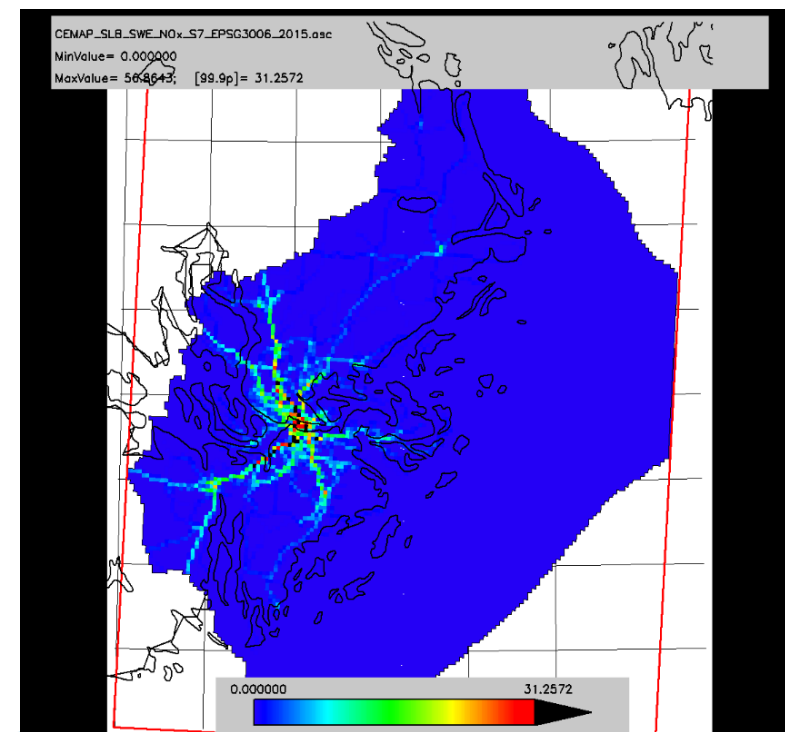 CEMAP_SLB_SWE_NOx_S7_EPSG3006_2015.asc
MinValue= 0.000000
MaxValue= 56.8643; [99.9p]= 31.2572
0.000000 31.2572